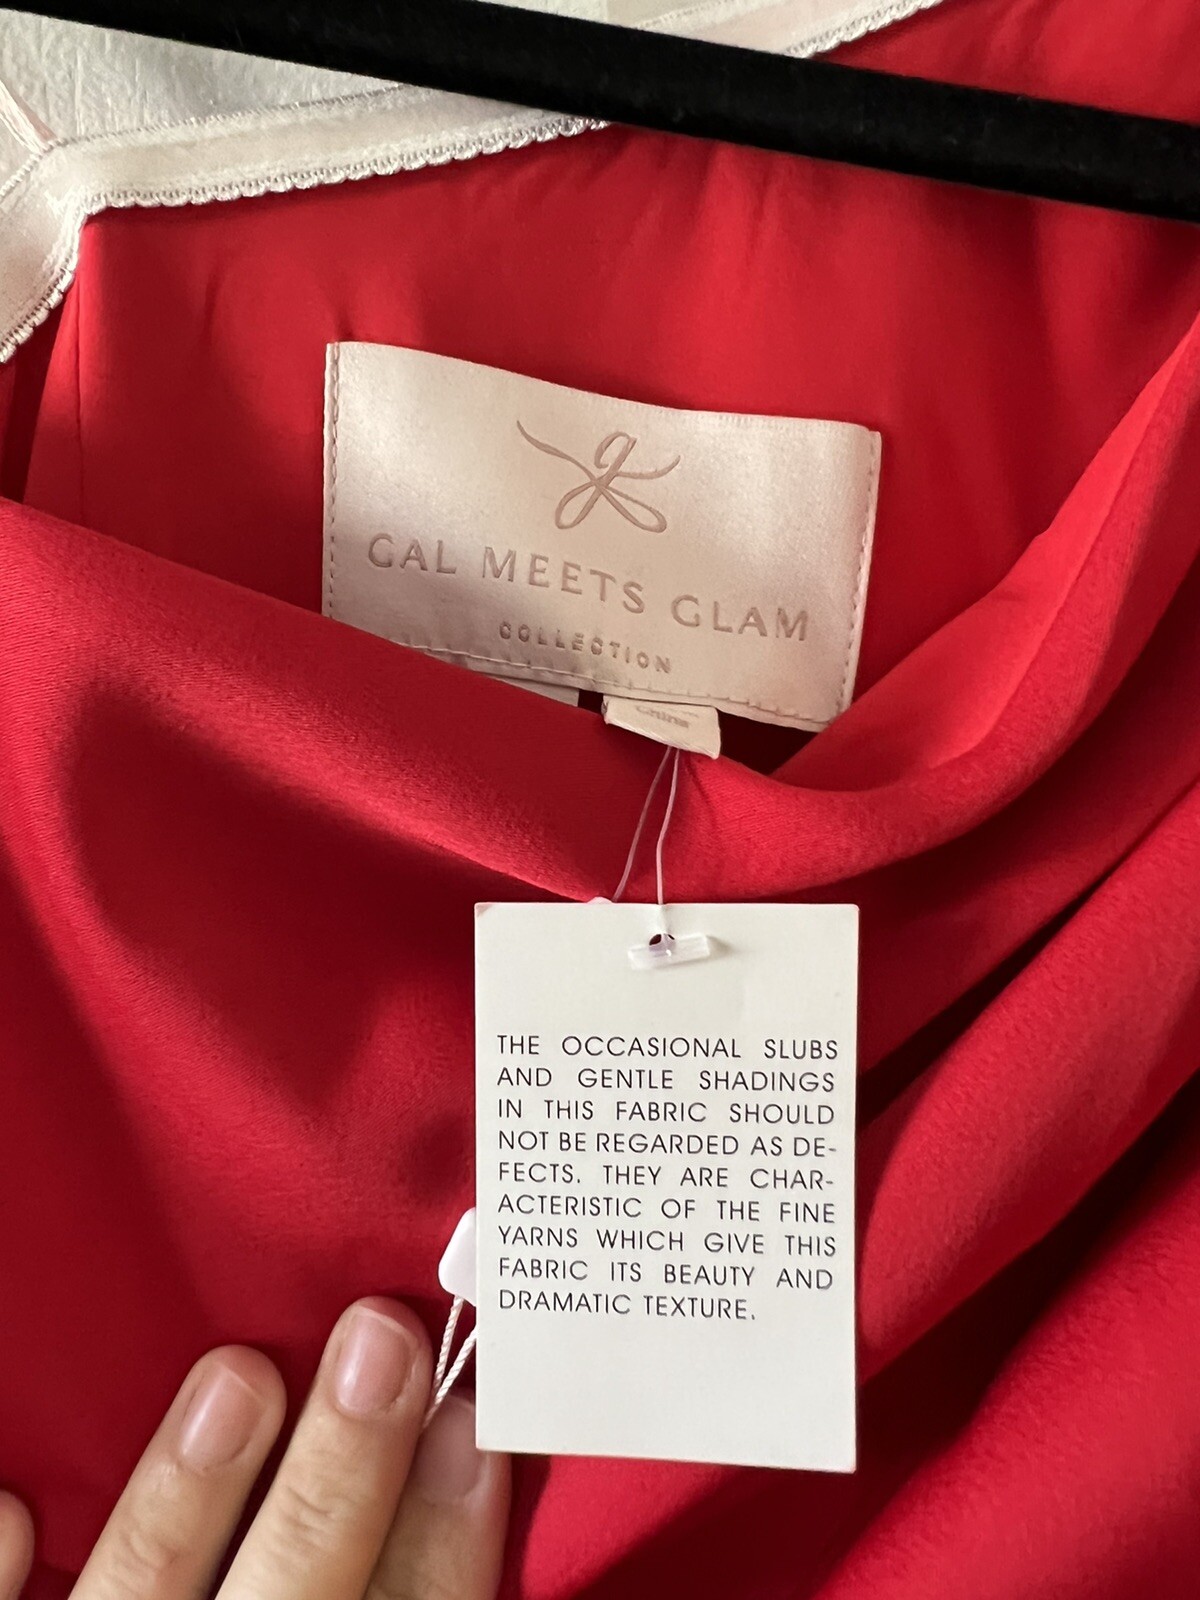 GAL MEETS GLAM
COLLECTION
China
THE OCCASIONAL SLUBS
AND GENTLE SHADINGS
IN THIS FABRIC SHOULD
NOT BE REGARDED AS DE-
FECTS. THEY ARE CHAR-
ACTERISTIC OF THE FINE
YARNS WHICH GIVE THIS
FABRIC ITS BEAUTY AND
DRAMATIC TEXTURE.